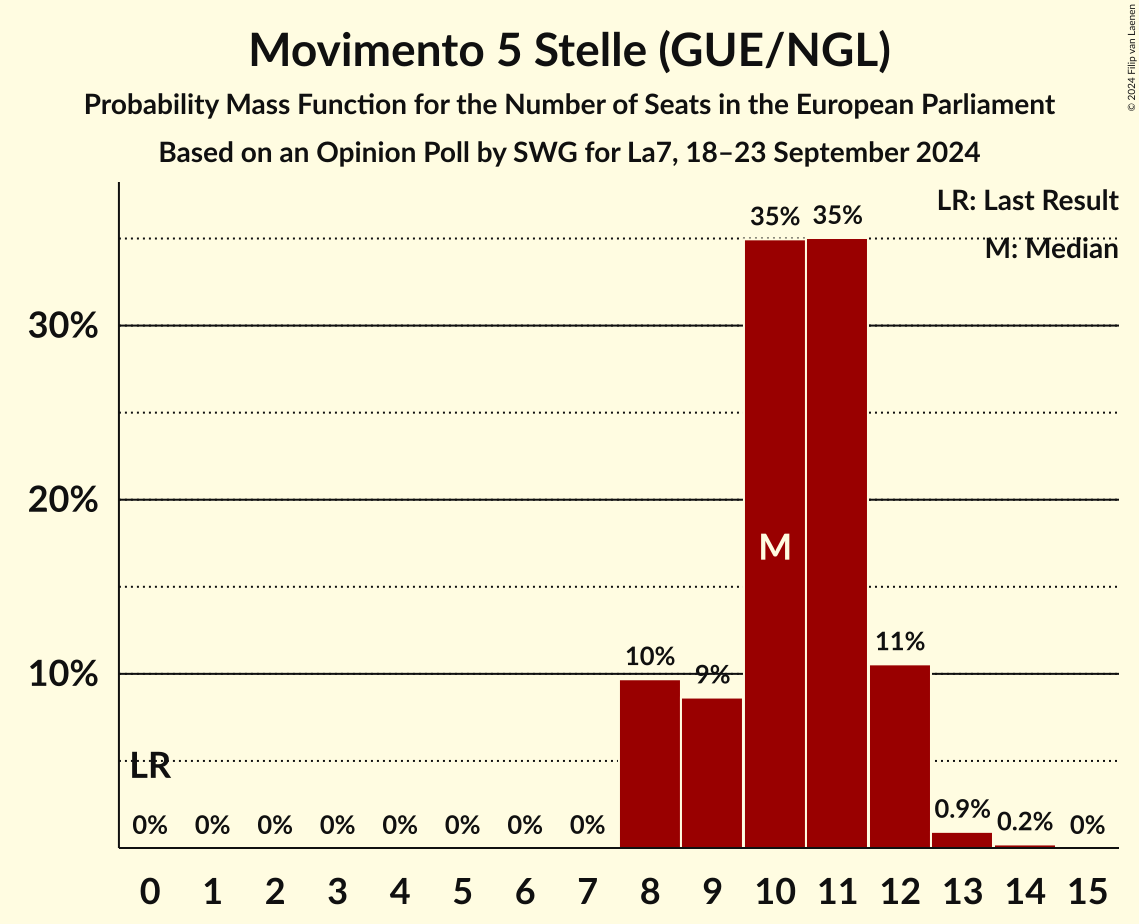 Movimento 5 Stelle (GUE/NGL)
Probability Mass Function for the Number of Seats in the European Parliament
Based on an Opinion Poll by SWG for La7, 18–23 September 2024
© 2024 Filip van Laenen
LR: Last Result
M: Median
35% 35%
30%
20%
M
11%
10%
10%
9%
LR
0% 0% 0% 0% 0% 0% 0% 0% 0.9% 0.2% 0%
0 1 2 3 4 5 6 7 8 9 10 11 12 13 14 15